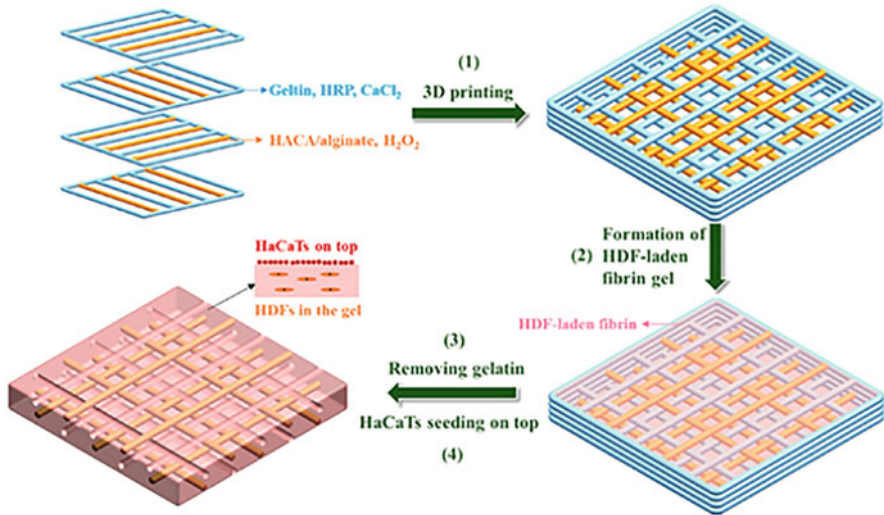 (1)
3D printing
Geltin, HRP, CaCl₂
HACA/alginate, H₂O₂
(2) Formation of
HDF-laden
fibrin gel
HaCaTs on top
HDFs in the gel
HDF-laden fibrin
(3)
Removing gelatin
HaCaTs seeding on top
(4)